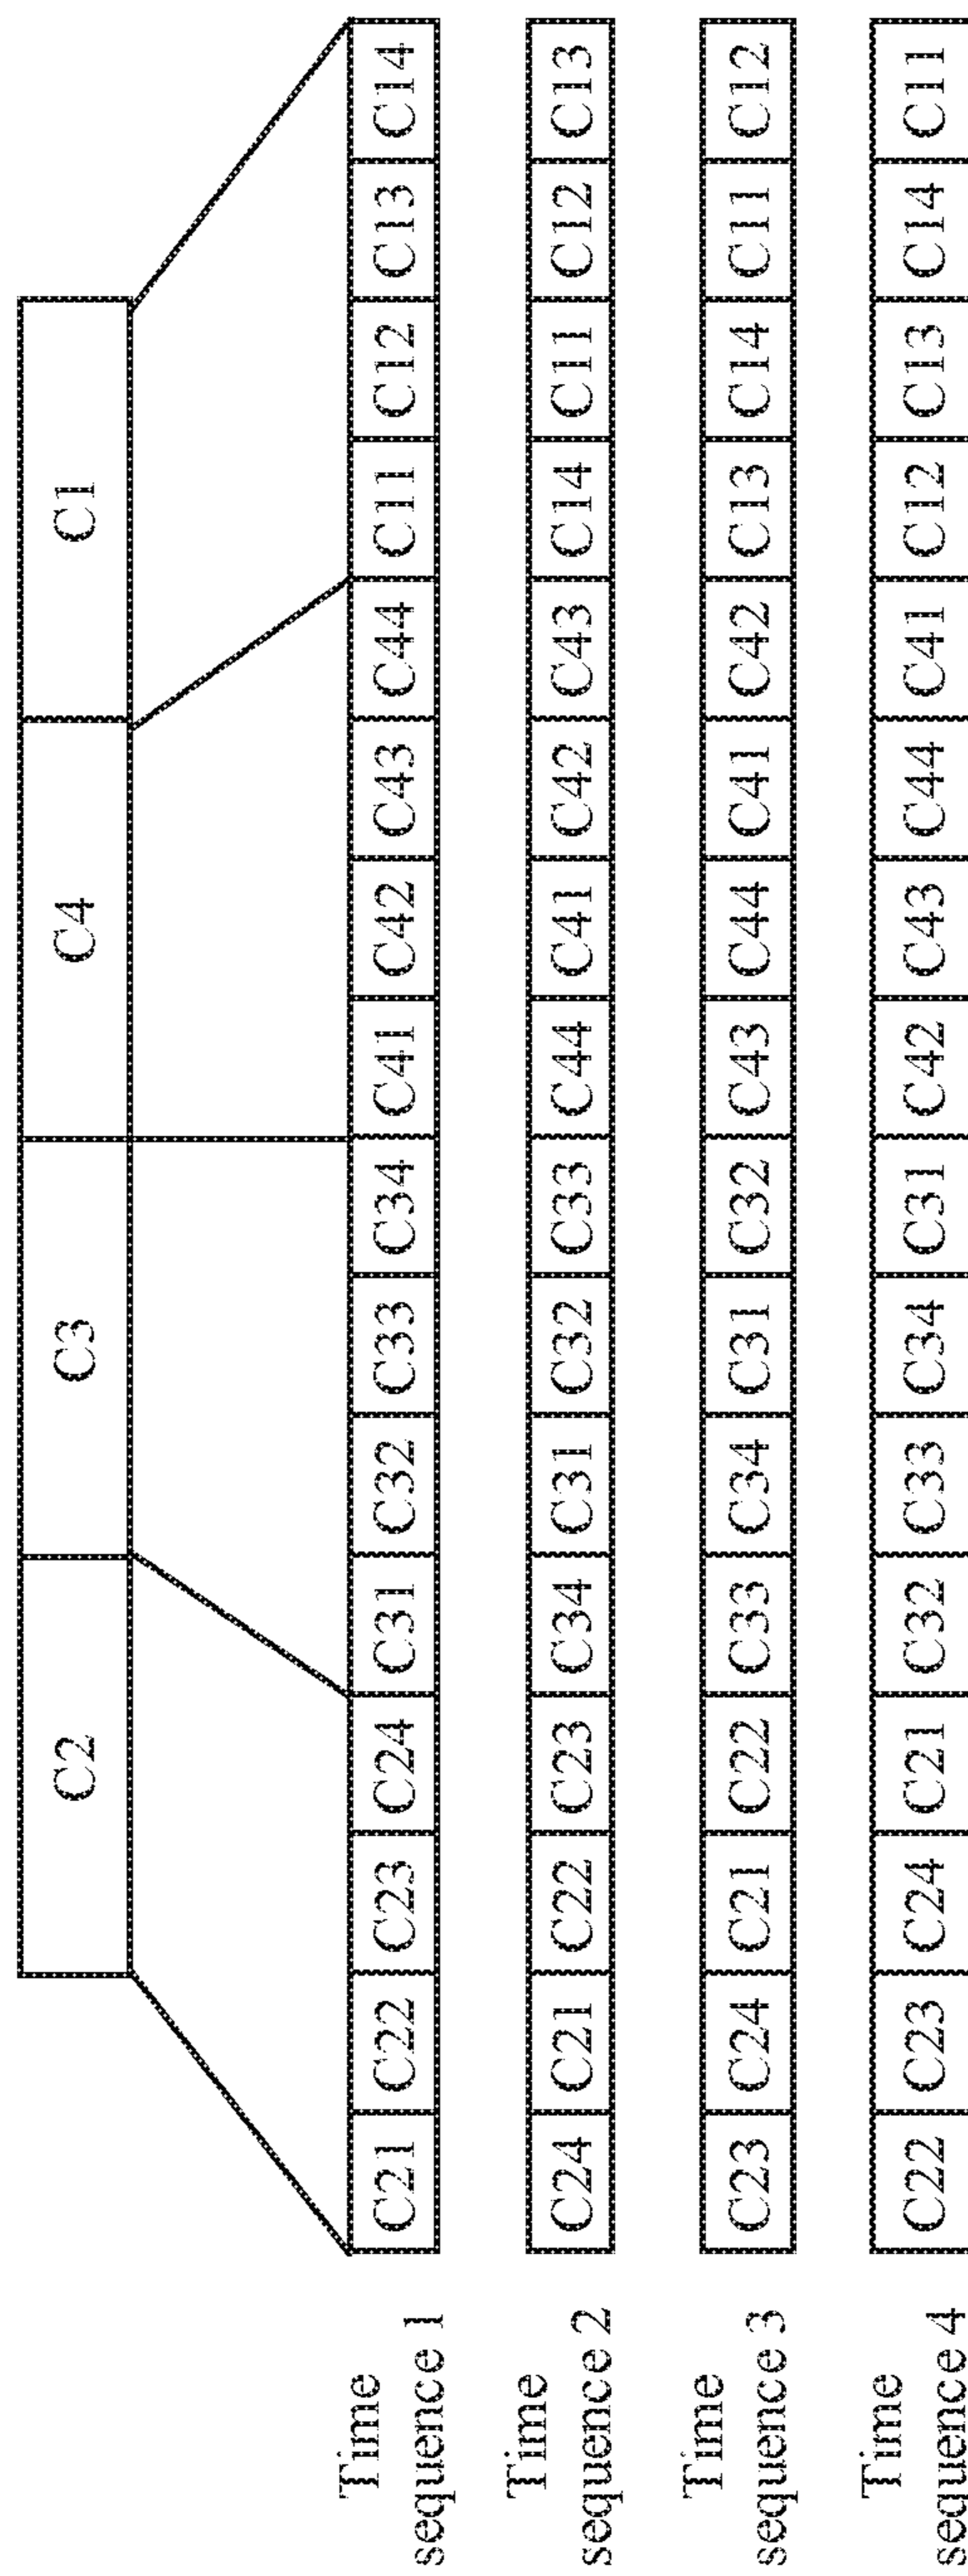 C2 C3 C4 C1
Time
sequence 1
C21 C22 C23 C24 C31 C32 C33 C34 C41 C42 C43 C44 C11 C12 C13 C14
Time
sequence 2
C24 C21 C22 C23 C34 C31 C32 C33 C44 C41 C42 C43 C14 C11 C12 C13
Time
sequence 3
C23 C24 C21 C22 C33 C34 C31 C32 C43 C44 C41 C42 C13 C14 C11 C12
Time
sequence 4
C22 C23 C24 C21 C32 C33 C34 C31 C42 C43 C44 C41 C12 C13 C14 C11